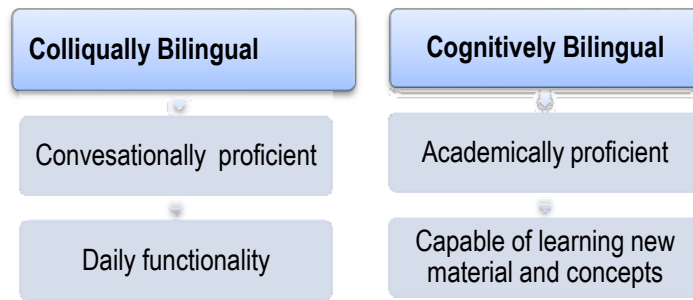 Colliqually Bilingual
Convesationally proficient
Daily functionality
Cognitively Bilingual
Academically proficient
Capable of learning new
material and concepts